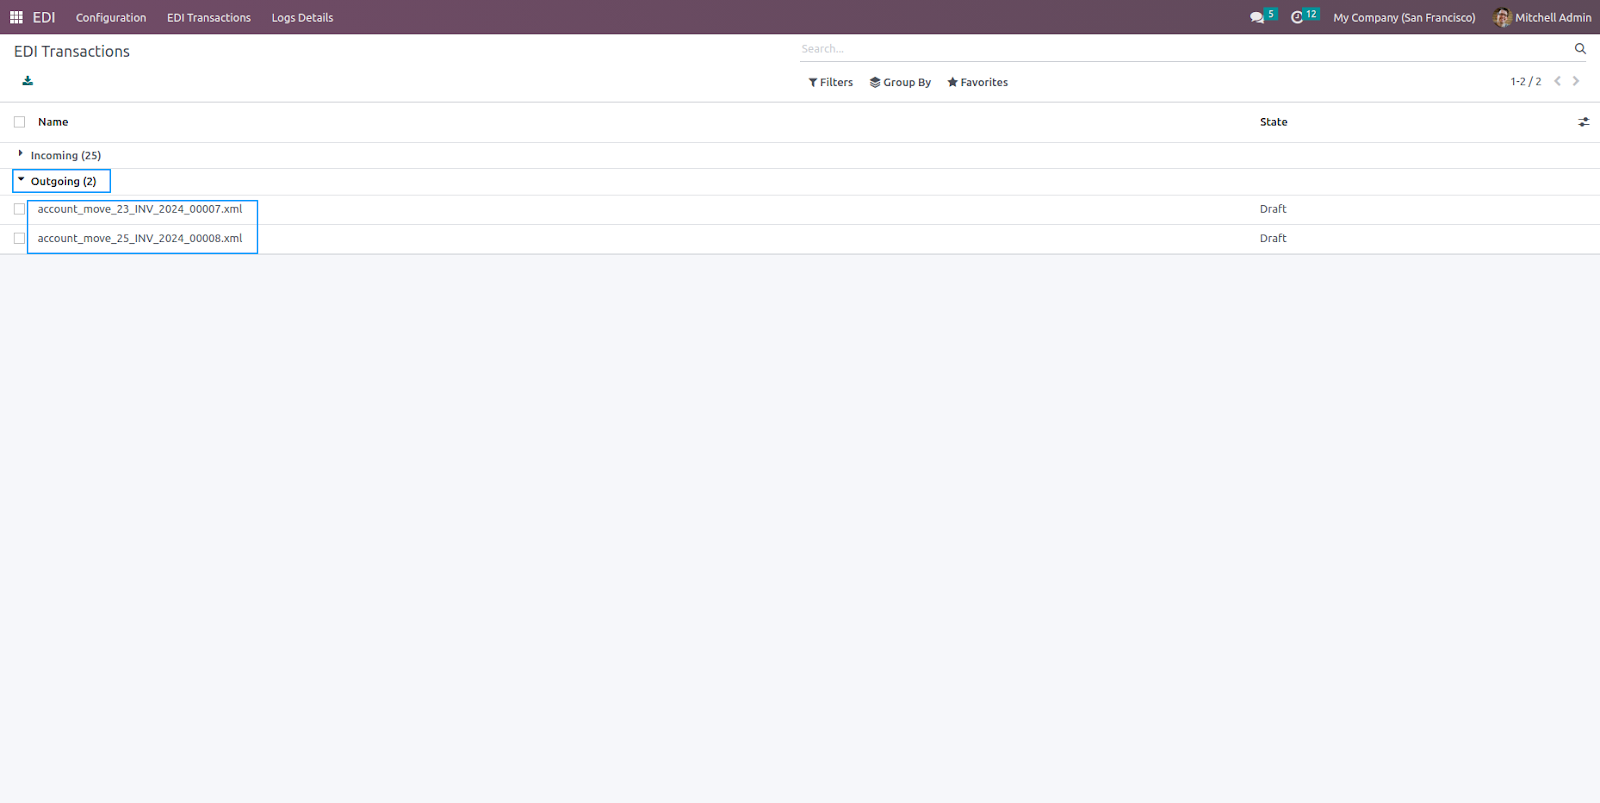 EDI Configuration EDI Transactions Logs Details 5 12 My Company (San Francisco) Mitchell Admin
EDI Transactions Search...
Filters Group By Favorites 1-2 / 2
Name State
Incoming (25)
Outgoing (2)
account_move_23_INV_2024_00007.xml Draft
account_move_25_INV_2024_00008.xml Draft